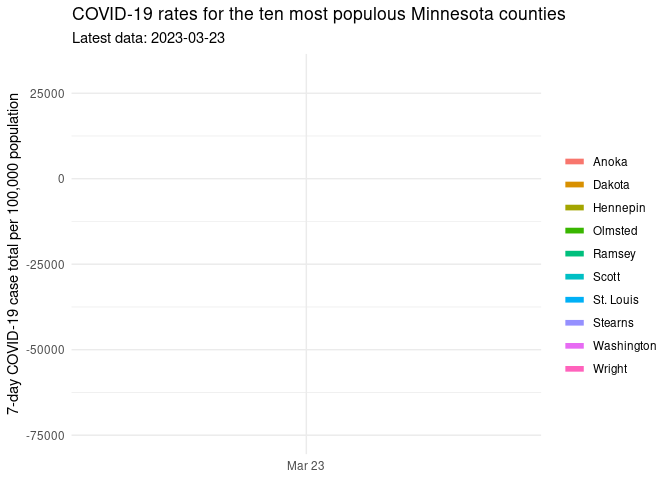 COVID-19 rates for the ten most populous Minnesota counties
Latest data: 2023-03-23
7-day COVID-19 case total per 100,000 population
25000
0
-25000
-50000
-75000
Mar 23
Anoka
Dakota
Hennepin
Olmsted
Ramsey
Scott
St. Louis
Stearns
Washington
Wright